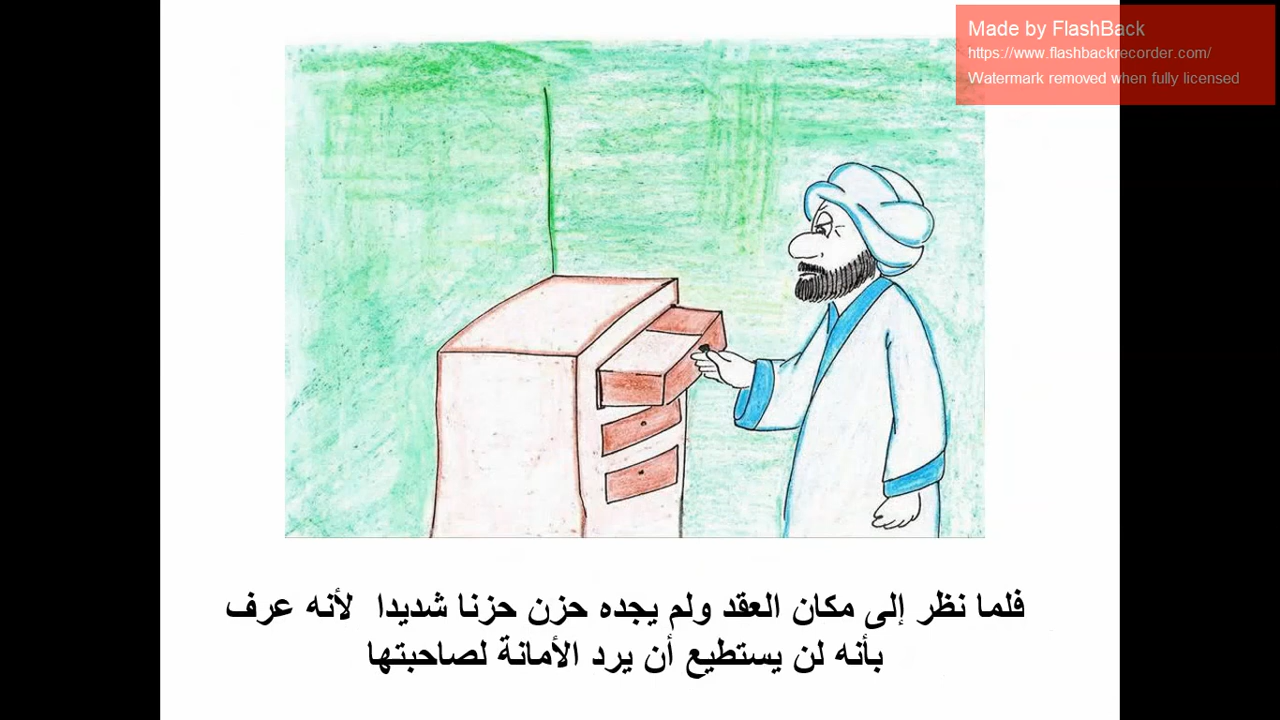 Made by FlashBack
https://www.flashbackrecorder.com/
Watermark removed when fully licensed
فلما نظر إلى مكان العقد ولم يجده حزن حزنا شديدا لأنه عرف
بأنه لن يستطيع أن يرد الأمانة لصاحبتها